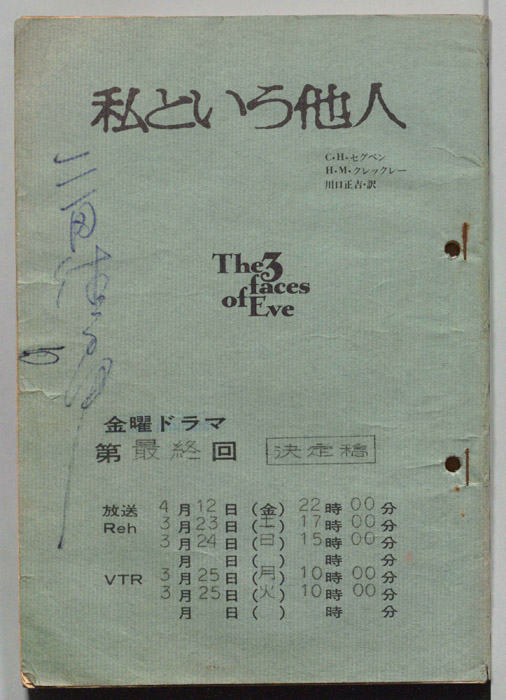 私という他人
C・H・セグペン
H・M・クレックレー
川口正吉・訳
The 3
faces
of Eve
金曜ドラマ
第 最終 回 決定稿
放送 4月12日(金)22時00分
Reh 3月23日(土)17時00分
3月24日(日)15時00分
月 日( ) 時 分
VTR 3月25日(月)10時00分
3月25日(火)10時00分
月 日( ) 時 分